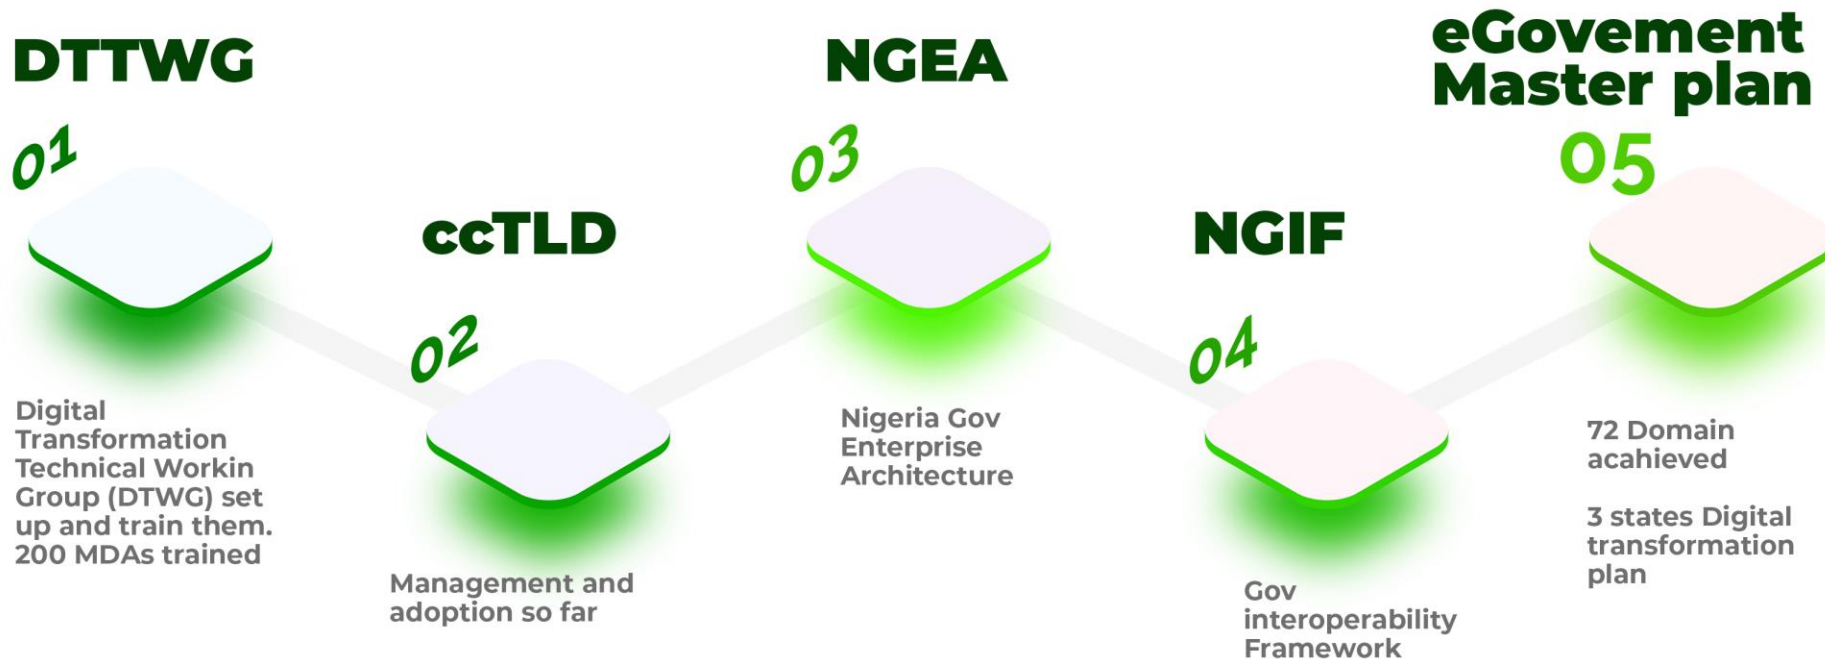 DTTWG
01
Digital
Transformation
Technical Workin
Group (DTWG) set
up and train them.
200 MDAs trained
ccTLD
02
Management and
adoption so far
NGEA
03
Nigeria Gov
Enterprise
Architecture
NGIF
04
Gov
interoperability
Framework
eGovement
Master plan
05
72 Domain
acahieved
3 states Digital
transformation
plan